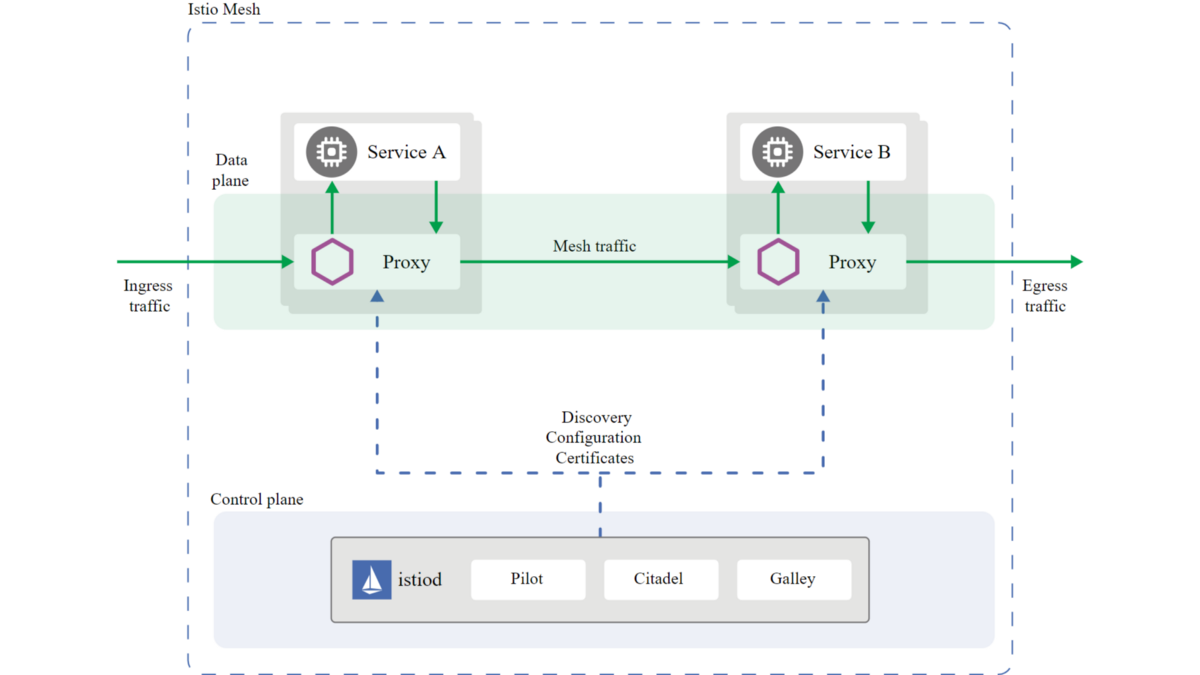 Istio Mesh
Data
plane
Service A
Service B
Proxy
Mesh traffic
Proxy
Ingress
traffic
Egress
traffic
Discovery
Configuration
Certificates
Control plane
istiod
Pilot
Citadel
Galley